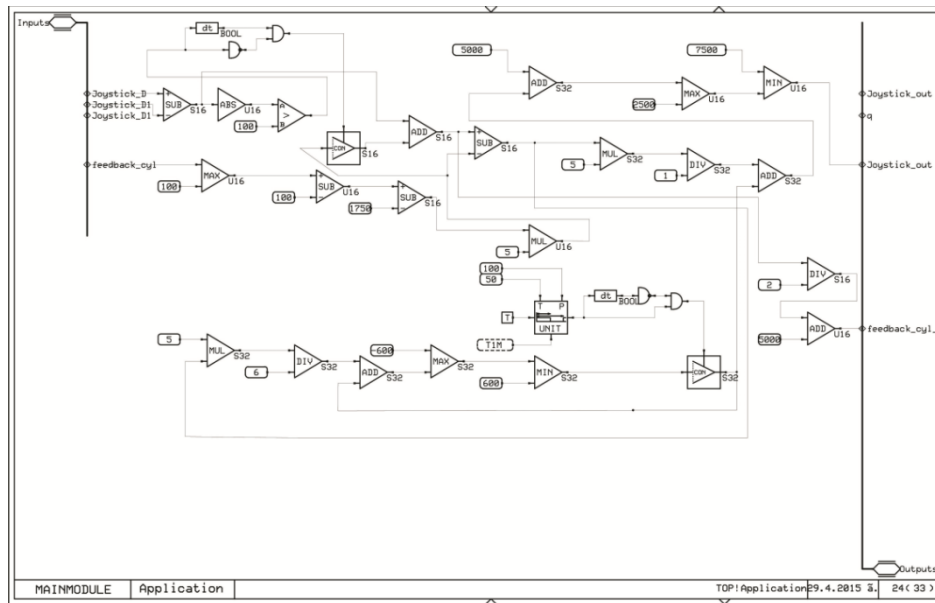 Inputs
dt
BOOL
5000
7500
Joystick_D
Joystick_D1
Joystick_D1
SUB
S16
ABS
U16
100
A
>
B
ADD
S32
MAX
U16
2500
MIN
U16
Joystick_out
q
CON
S16
ADD
S16
SUB
S16
MUL
S32
5
DIV
S32
1
ADD
S32
Joystick_out
feedback_cyl
MAX
U16
100
SUB
U16
100
SUB
S16
1750
MUL
U16
5
DIV
S16
2
100
50
T
T P
UNIT
T1M
dt
BOOL
ADD
U16
5000
feedback_cyl_
5
MUL
S32
DIV
S32
6
ADD
S32
-600
MAX
S32
MIN
S32
600
CON
S32
Outputs
MAINMODULE Application TOP!Application 29.4.2015 ã. 24(33)